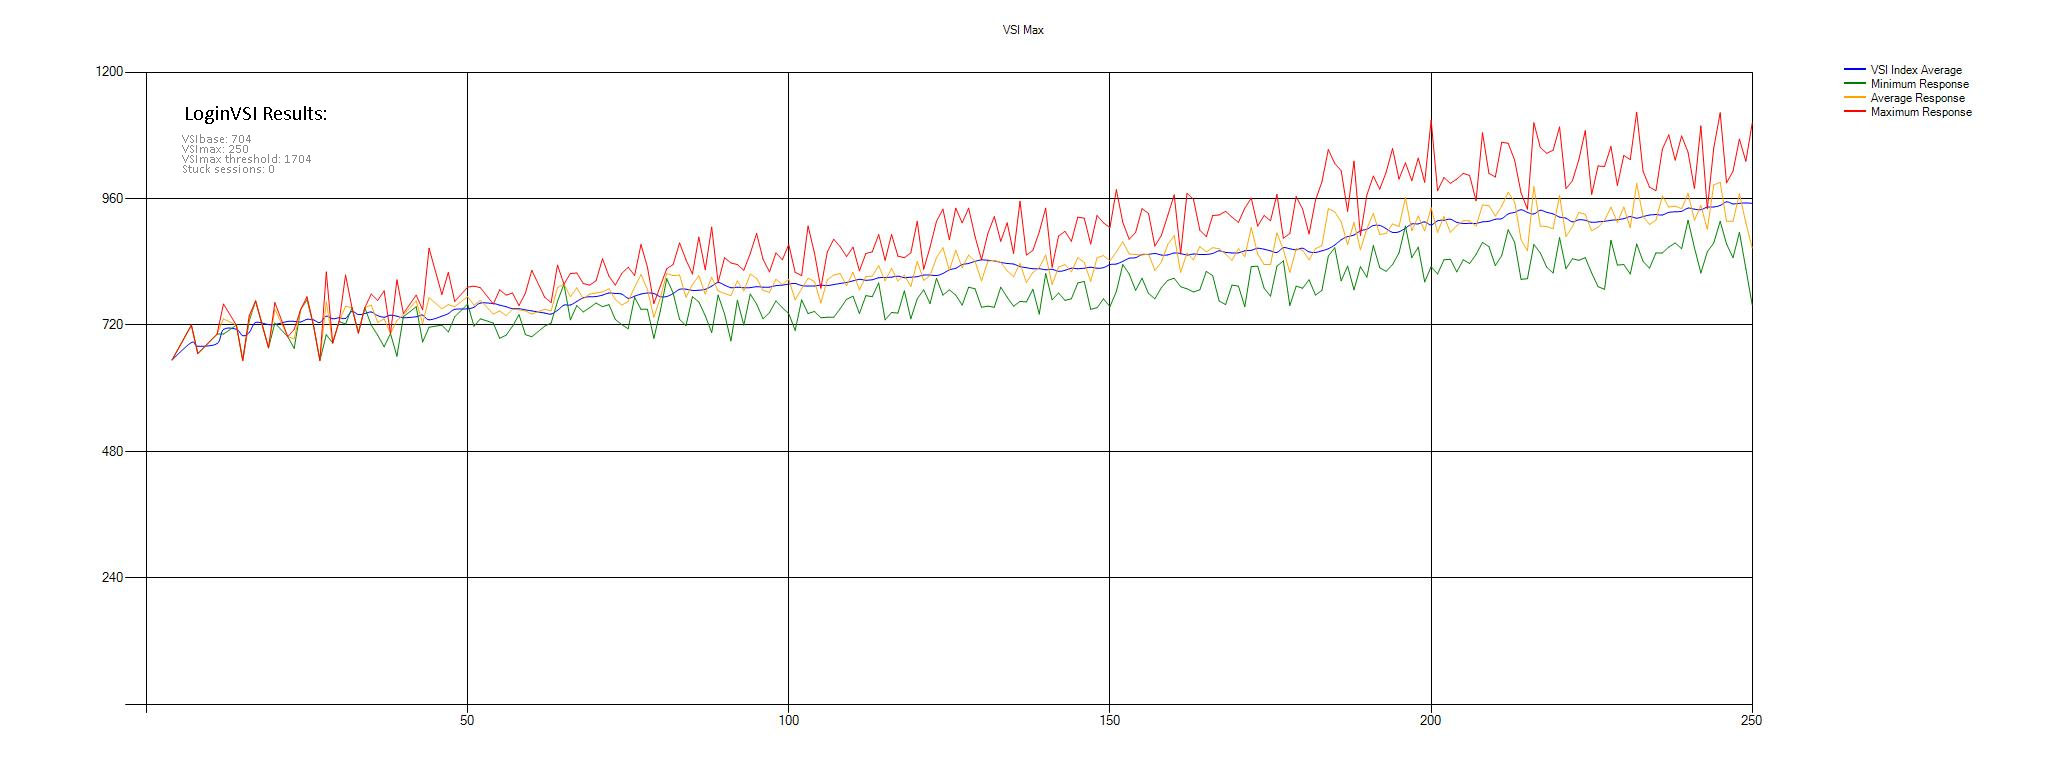 VSI Max
1200
960
720
480
240
50
100
150
200
250
LoginVSI Results:
VSIbase: 704
VSImax: 250
VSImax threshold: 1704
Stuck sessions: 0
VSI Index Average
Minimum Response
Average Response
Maximum Response